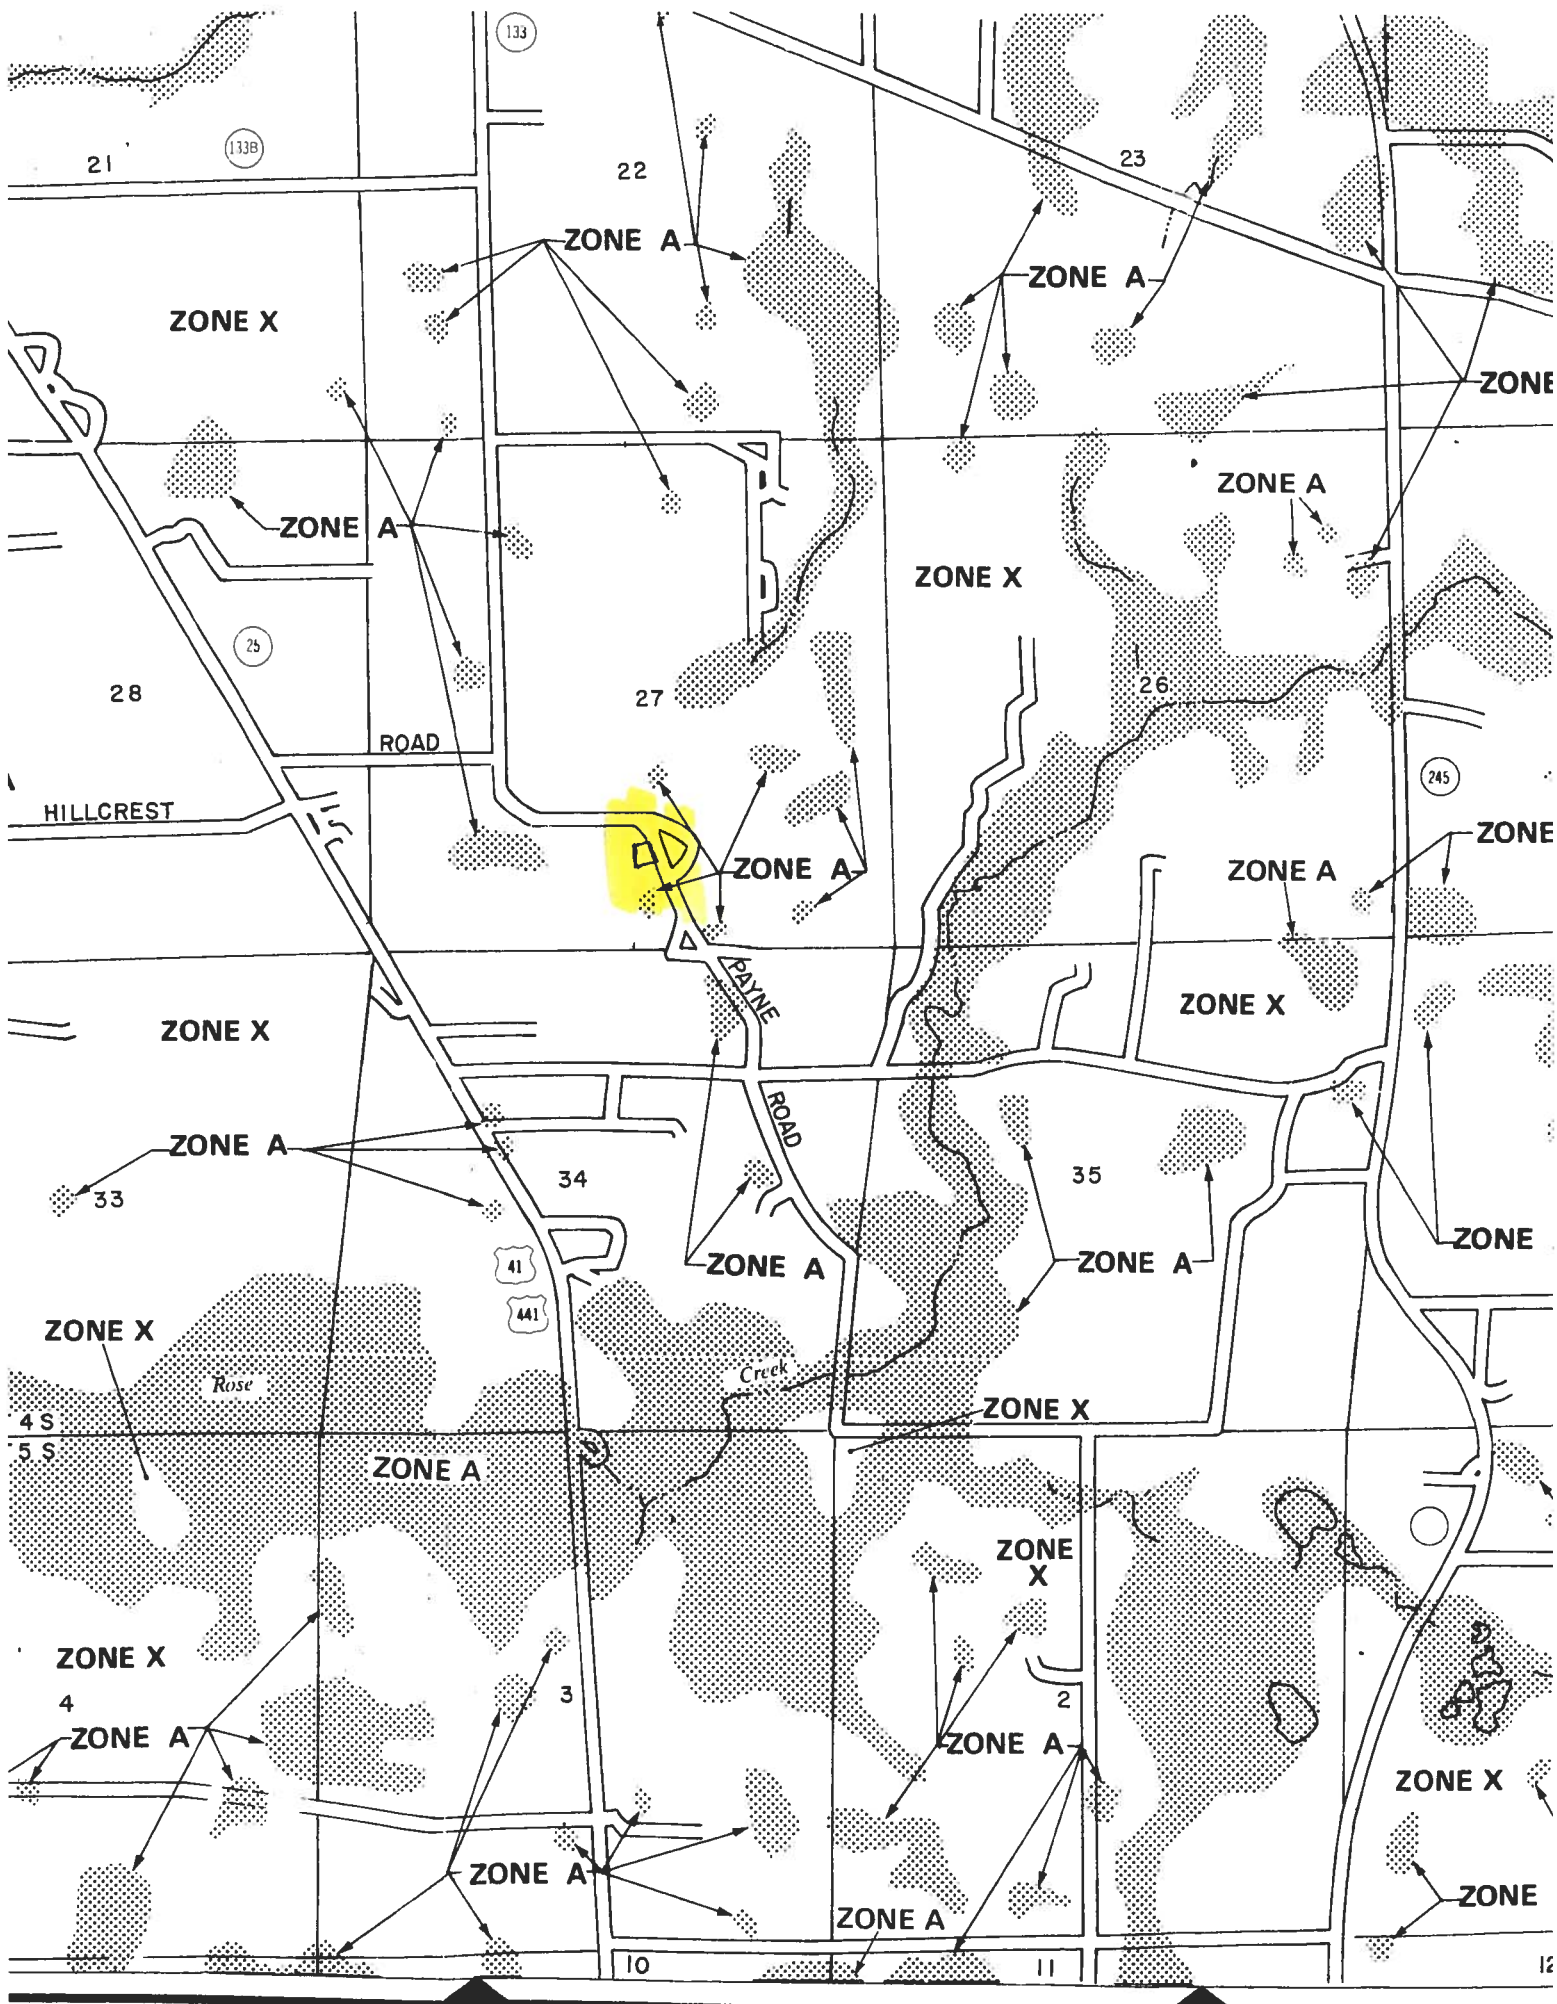 133
21
133B
22
23
ZONE A
ZONE A
ZONE X
ZONE
ZONE A
ZONE A
ZONE X
25
28
27
26
ROAD
245
HILLCREST
ZONE
ZONE A
ZONE A
PAYNE
ZONE X
ZONE X
ROAD
ZONE A
33
34
35
ZONE
ZONE A
ZONE A
41
441
ZONE X
Rose
Creek
ZONE X
4 S
5 S
ZONE A
ZONE X
ZONE X
4
3
2
ZONE A
ZONE A
ZONE X
ZONE A
ZONE
ZONE A
10
11
12